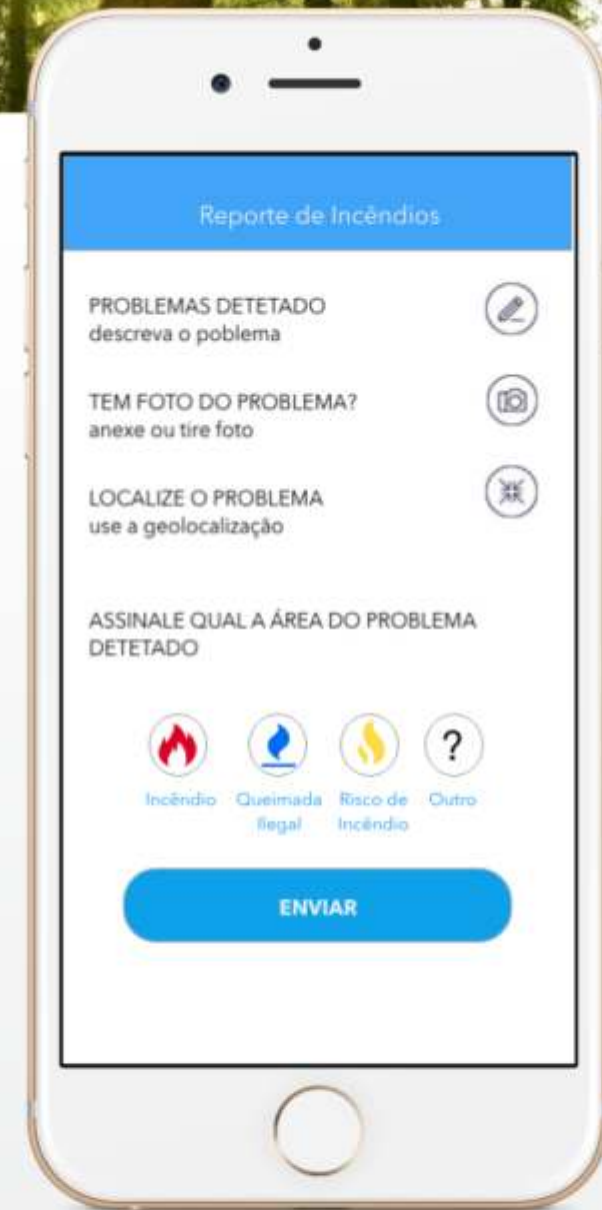 Reporte de Incêndios
PROBLEMAS DETETADO
descreva o poblema
TEM FOTO DO PROBLEMA?
anexe ou tire foto
LOCALIZE O PROBLEMA
use a geolocalização
ASSINALE QUAL A ÁREA DO PROBLEMA
DETETADO
?
Incêndio
Queimada
Ilegal
Risco de
Incêndio
Outro
ENVIAR